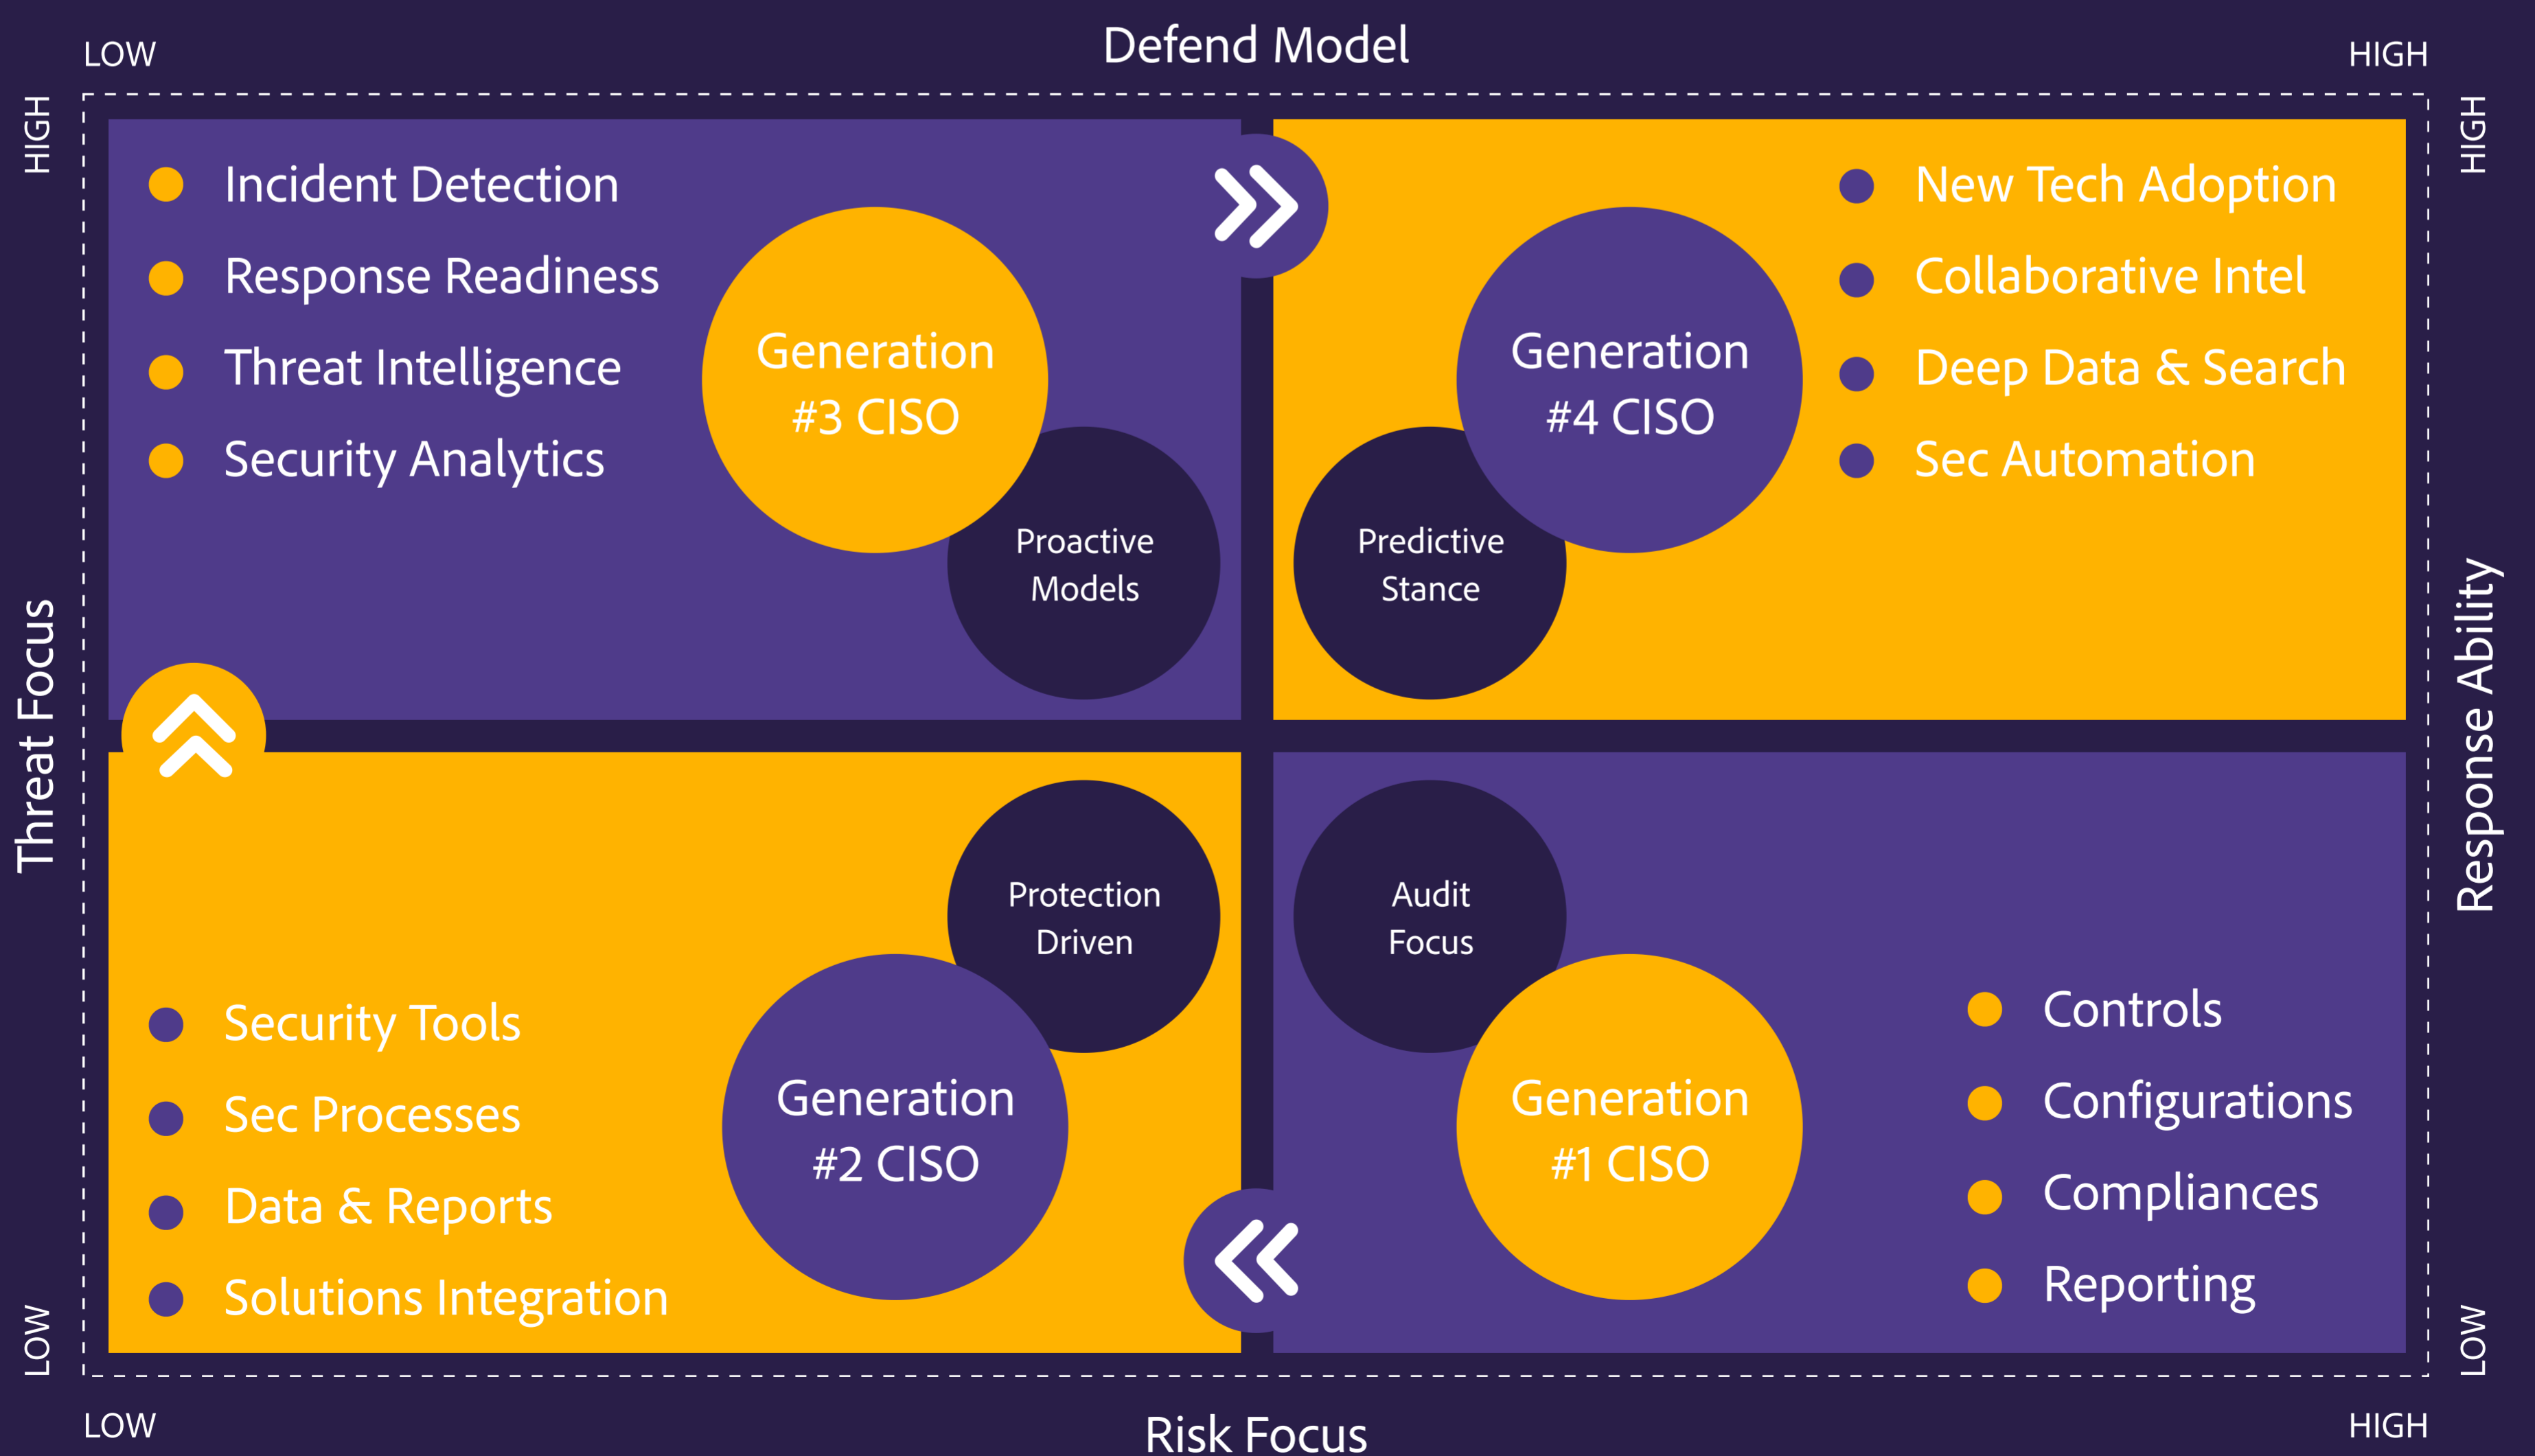 LOW
Defend Model
HIGH
HIGH
HIGH
Incident Detection
Response Readiness
Threat Intelligence
Security Analytics
Generation
#3 CISO
Proactive
Models
Generation
#4 CISO
Predictive
Stance
New Tech Adoption
Collaborative Intel
Deep Data & Search
Sec Automation
Threat Focus
Response Ability
Security Tools
Sec Processes
Data & Reports
Solutions Integration
Protection
Driven
Generation
#2 CISO
Audit
Focus
Generation
#1 CISO
Controls
Configurations
Compliances
Reporting
LOW
LOW
LOW
Risk Focus
HIGH